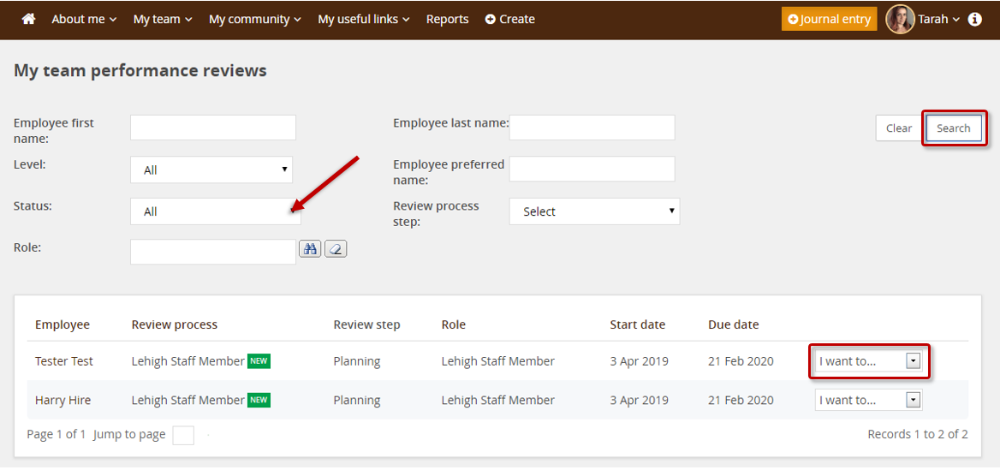 About me My team My community My useful links Reports Create Journal entry Tarah
My team performance reviews
Employee first name:
Employee last name:
Clear Search
Level: All
Employee preferred name:
Status: All
Review process step: Select
Role:
Employee Review process Review step Role Start date Due date
Tester Test Lehigh Staff Member NEW Planning Lehigh Staff Member 3 Apr 2019 21 Feb 2020 I want to...
Harry Hire Lehigh Staff Member NEW Planning Lehigh Staff Member 3 Apr 2019 21 Feb 2020 I want to...
Page 1 of 1 Jump to page Records 1 to 2 of 2